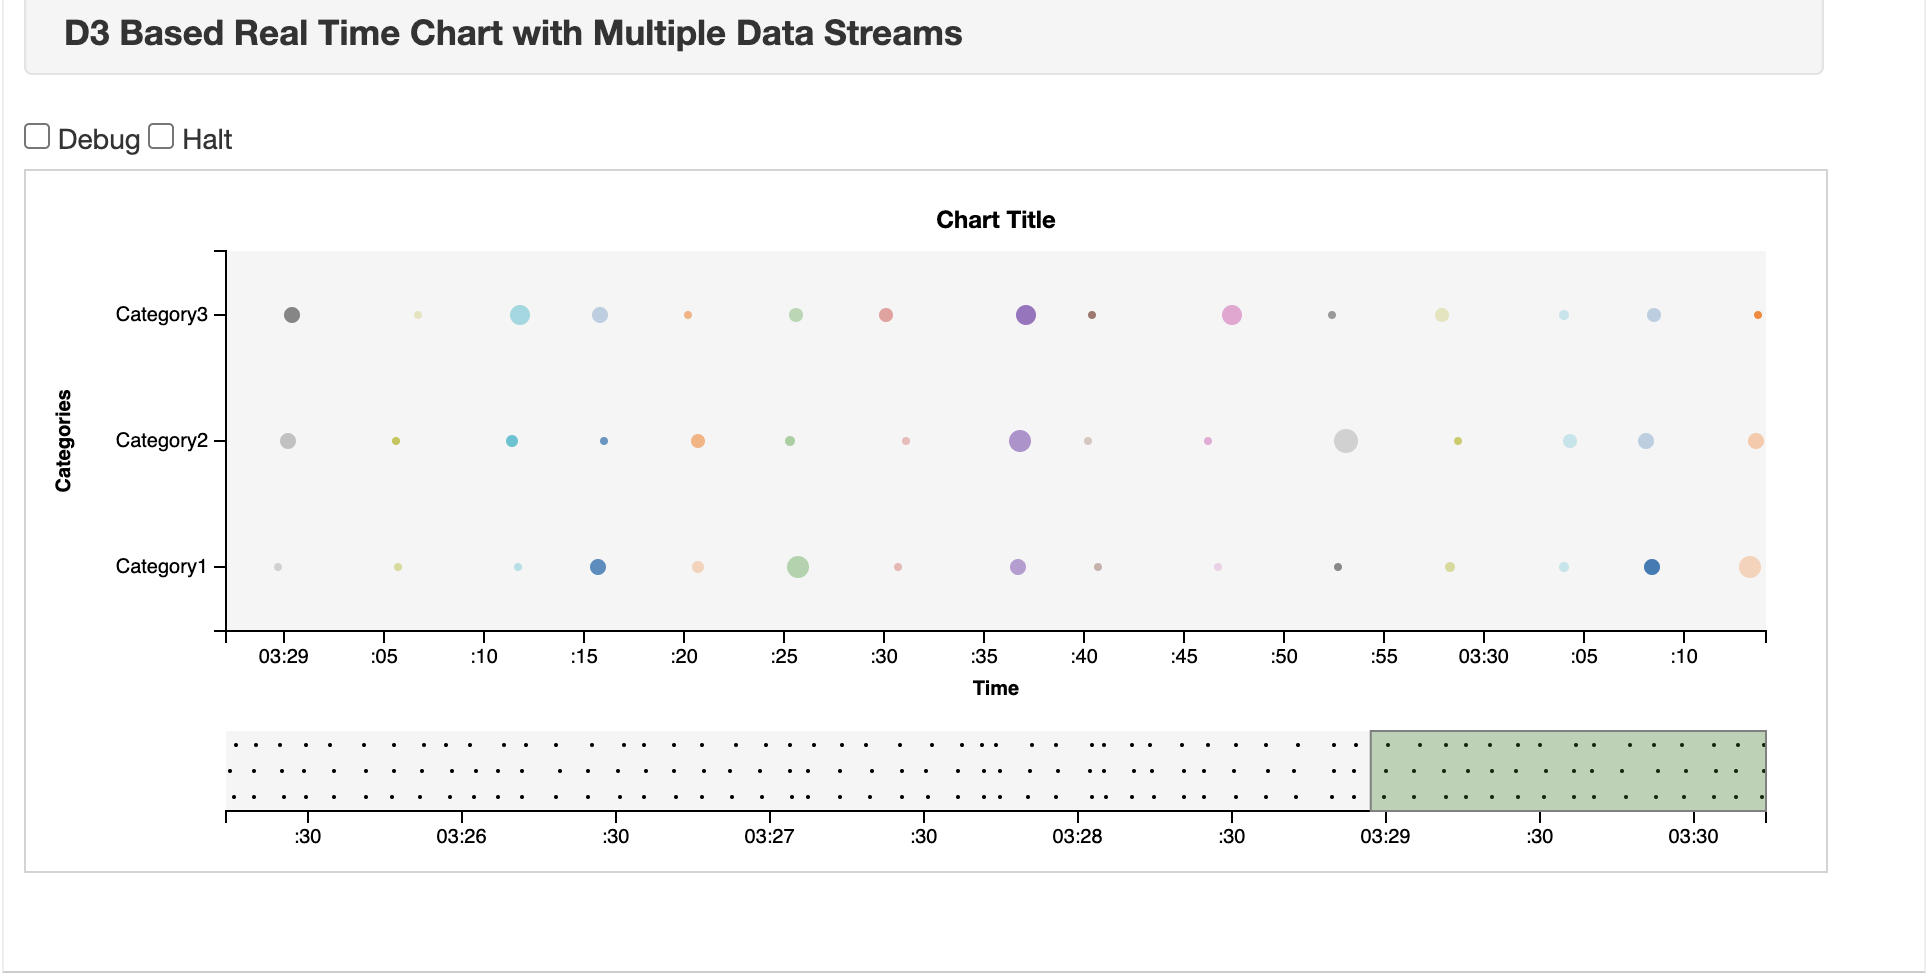 D3 Based Real Time Chart with Multiple Data Streams
Debug Halt
Chart Title
Categories
Category3
Category2
Category1
03:29 :05 :10 :15 :20 :25 :30 :35 :40 :45 :50 :55 03:30 :05 :10
Time
:30 03:26 :30 03:27 :30 03:28 :30 03:29 :30 03:30